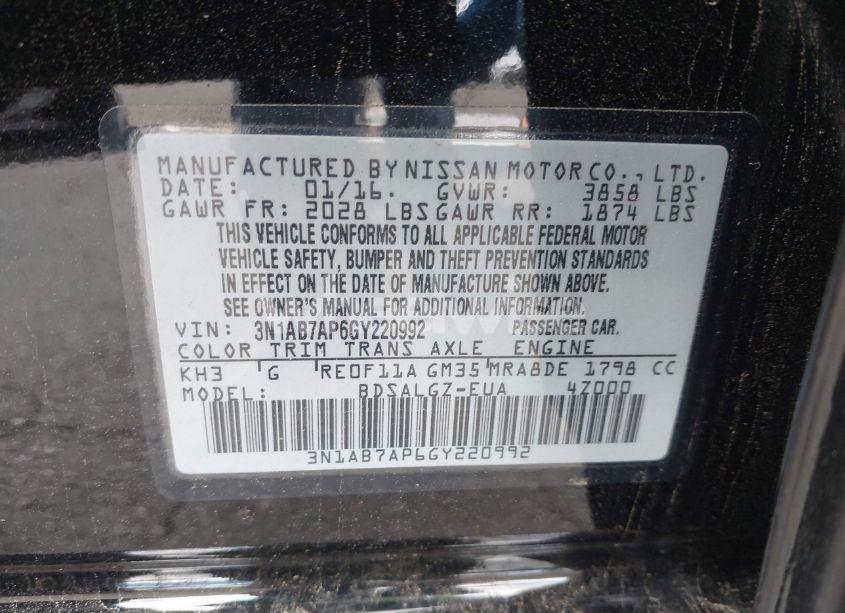 MANUFACTURED BY NISSAN MOTOR CO., LTD.
DATE: 01/16. GVWR: 3858 LBS
GAWR FR: 2028 LBS GAWR RR: 1874 LBS
THIS VEHICLE CONFORMS TO ALL APPLICABLE FEDERAL MOTOR
VEHICLE SAFETY, BUMPER AND THEFT PREVENTION STANDARDS
IN EFFECT ON THE DATE OF MANUFACTURE SHOWN ABOVE.
SEE OWNER'S MANUAL FOR ADDITIONAL INFORMATION.
VIN: 3N1AB7AP6GY220992 PASSENGER CAR.
COLOR TRIM TRANS AXLE ENGINE
KH3 G RE0F11A GM35 MRA8DE 1798 CC
MODEL: BDSALGZ-EUA 4Z000
3N1AB7AP6GY220992